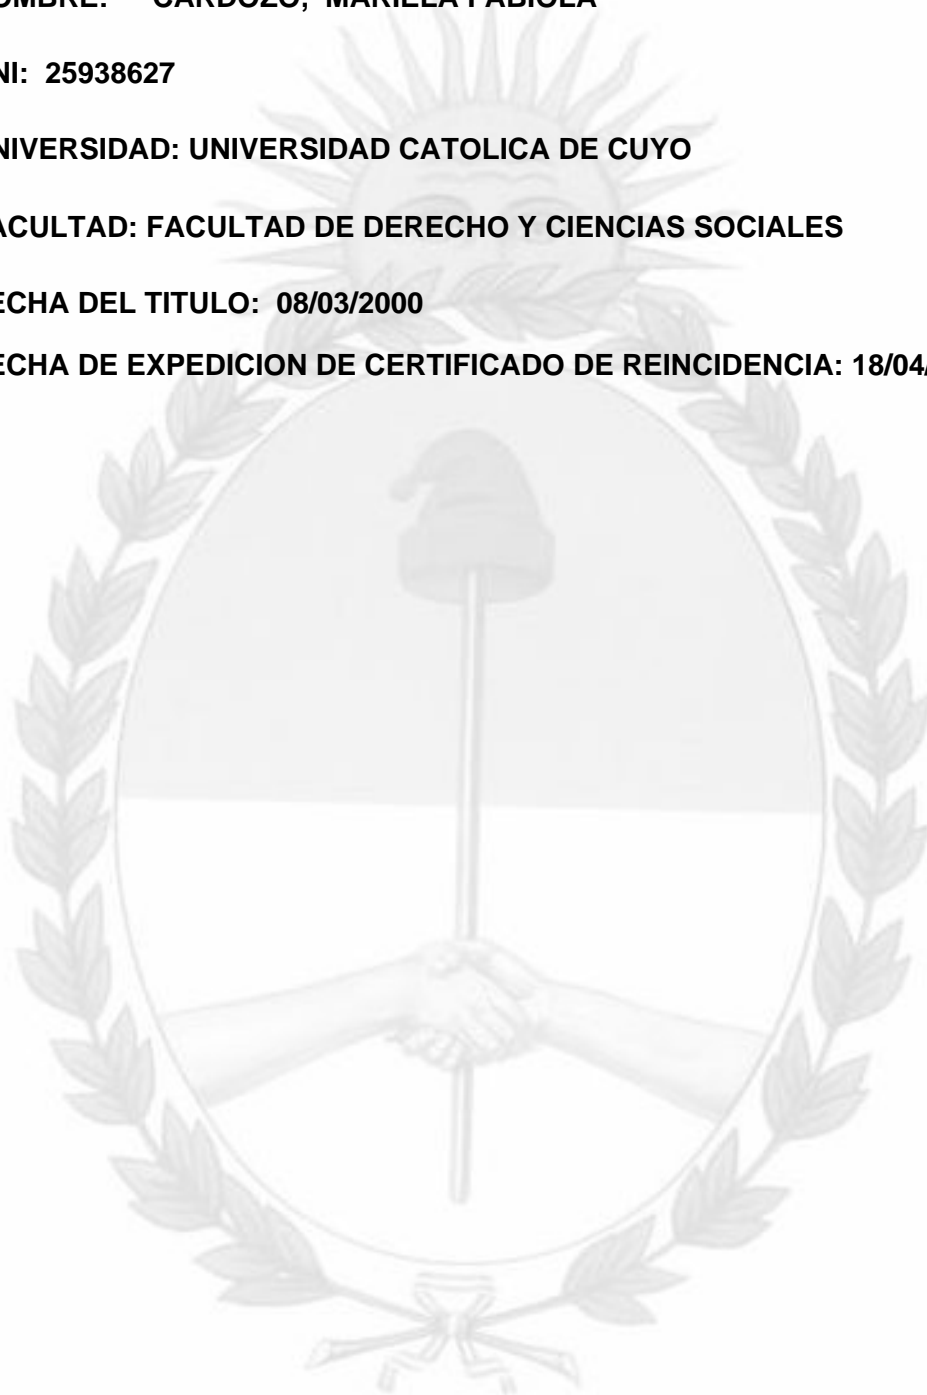 OMBRE: CARDOZO, MARIELA FABIOLA
NI: 25938627
NIVERSIDAD: UNIVERSIDAD CATOLICA DE CUYO
ACULTAD: FACULTAD DE DERECHO Y CIENCIAS SOCIALES
ECHA DEL TITULO: 08/03/2000
ECHA DE EXPEDICION DE CERTIFICADO DE REINCIDENCIA: 18/04/